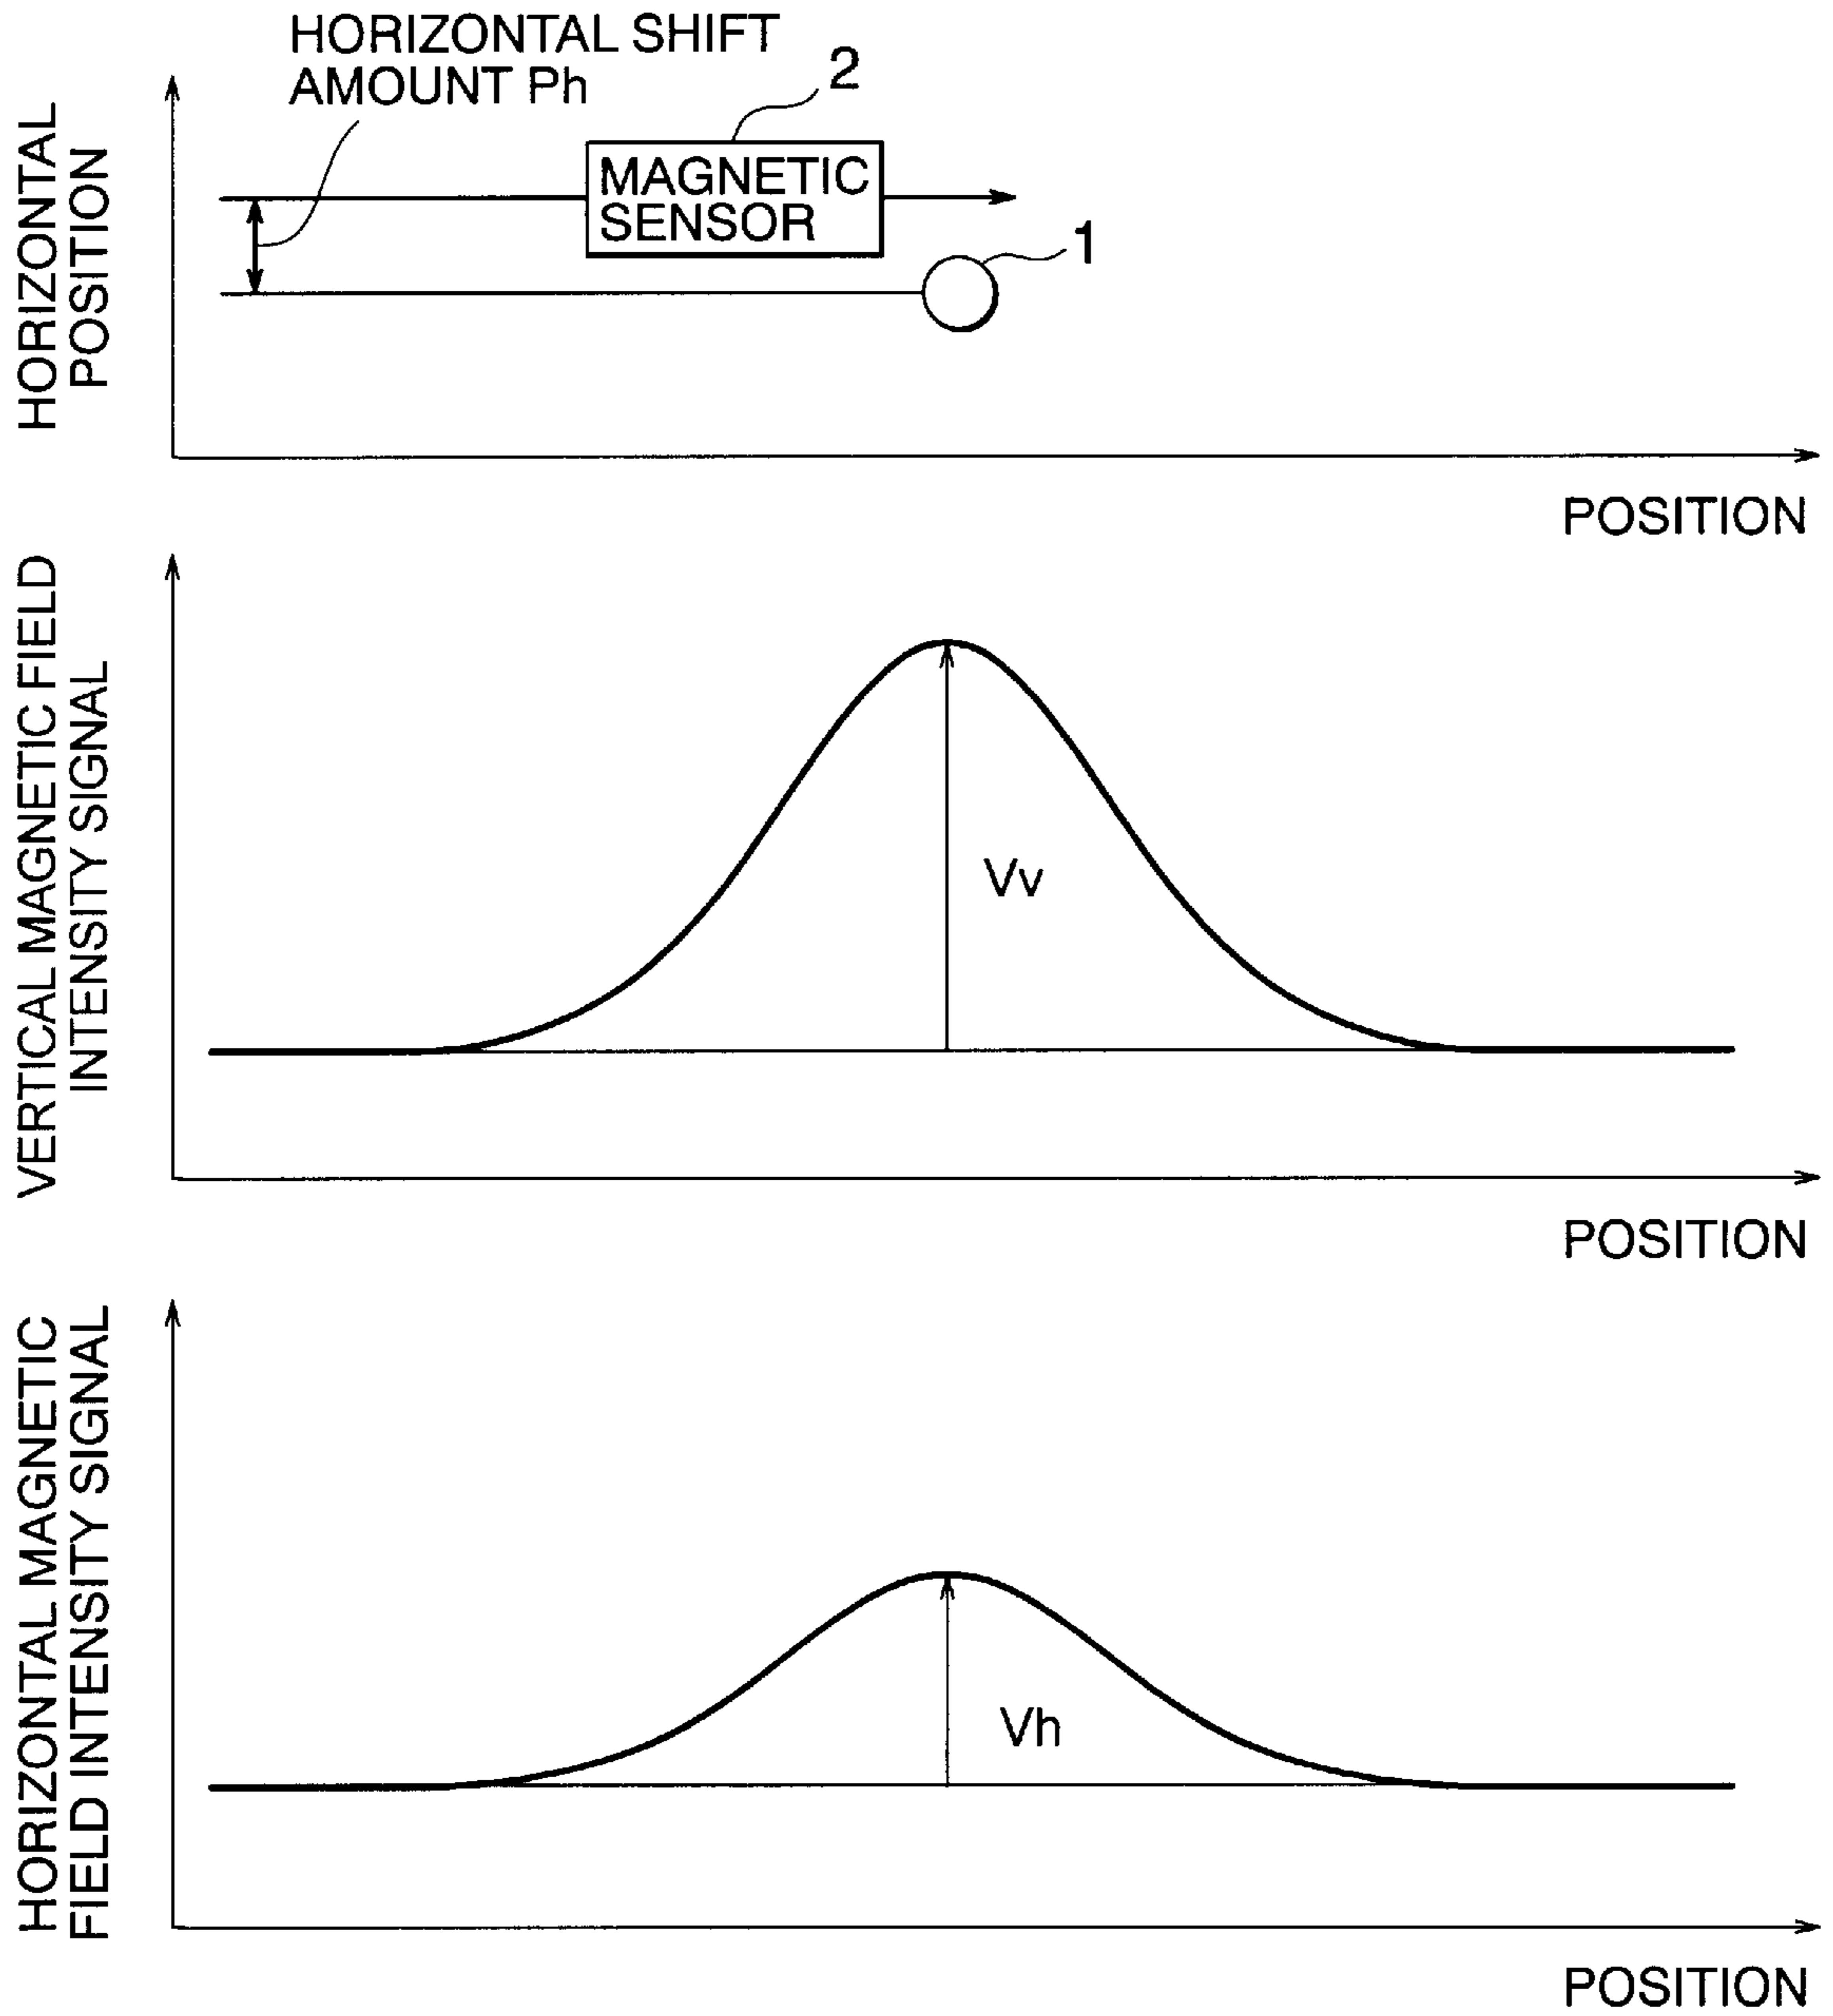 HORIZONTAL SHIFT
AMOUNT Ph
2
MAGNETIC
SENSOR
1
HORIZONTAL
POSITION
POSITION
VERTICAL MAGNETIC FIELD
INTENSITY SIGNAL
Vv
POSITION
HORIZONTAL MAGNETIC
FIELD INTENSITY SIGNAL
Vh
POSITION